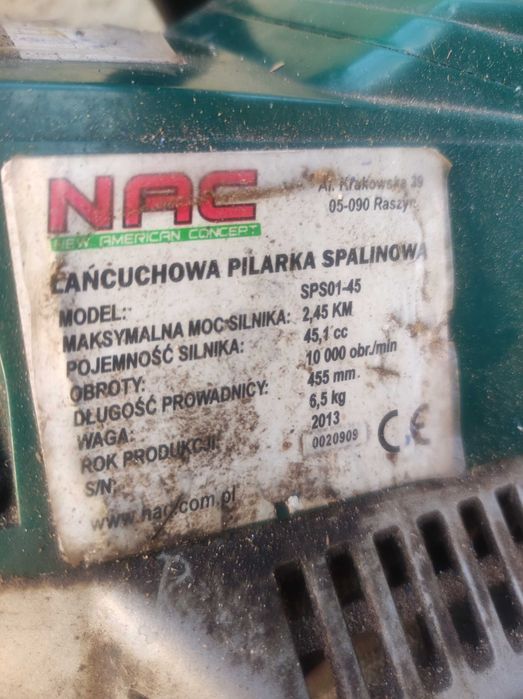 NAC
NEW AMERICAN CONCEPT
Al. Krakowska 39
05-090 Raszyn
ŁAŃCUCHOWA PILARKA SPALINOWA
MODEL: SPS01-45
MAKSYMALNA MOC SILNIKA: 2,45 KM
POJEMNOŚĆ SILNIKA: 45,1 cc
OBROTY: 10 000 obr./min
DŁUGOŚĆ PROWADNICY: 455 mm
WAGA: 6,5 kg
ROK PRODUKCJI: 2013
S/N: 0020909
CE
www.nac.com.pl